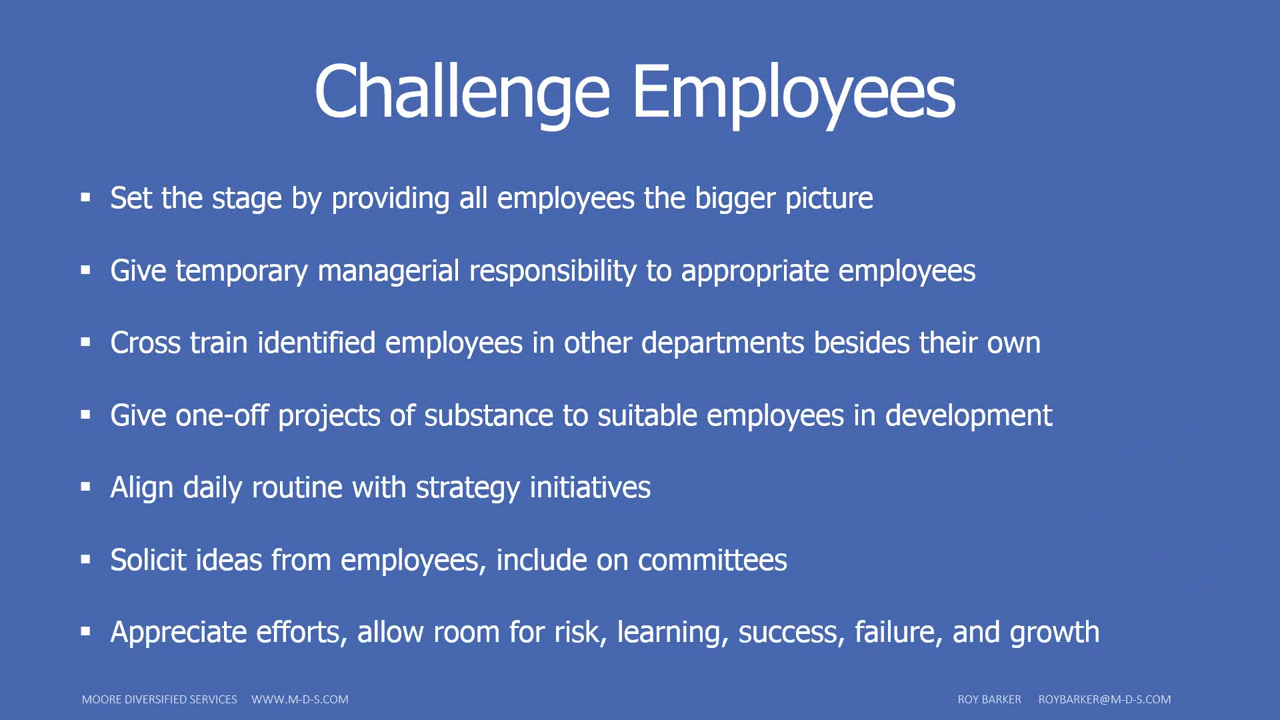 Challenge Employees
▪ Set the stage by providing all employees the bigger picture
▪ Give temporary managerial responsibility to appropriate employees
▪ Cross train identified employees in other departments besides their own
▪ Give one-off projects of substance to suitable employees in development
▪ Align daily routine with strategy initiatives
▪ Solicit ideas from employees, include on committees
▪ Appreciate efforts, allow room for risk, learning, success, failure, and growth
MOORE DIVERSIFIED SERVICES WWW.M-D-S.COM ROY BARKER ROYBARKER@M-D-S.COM